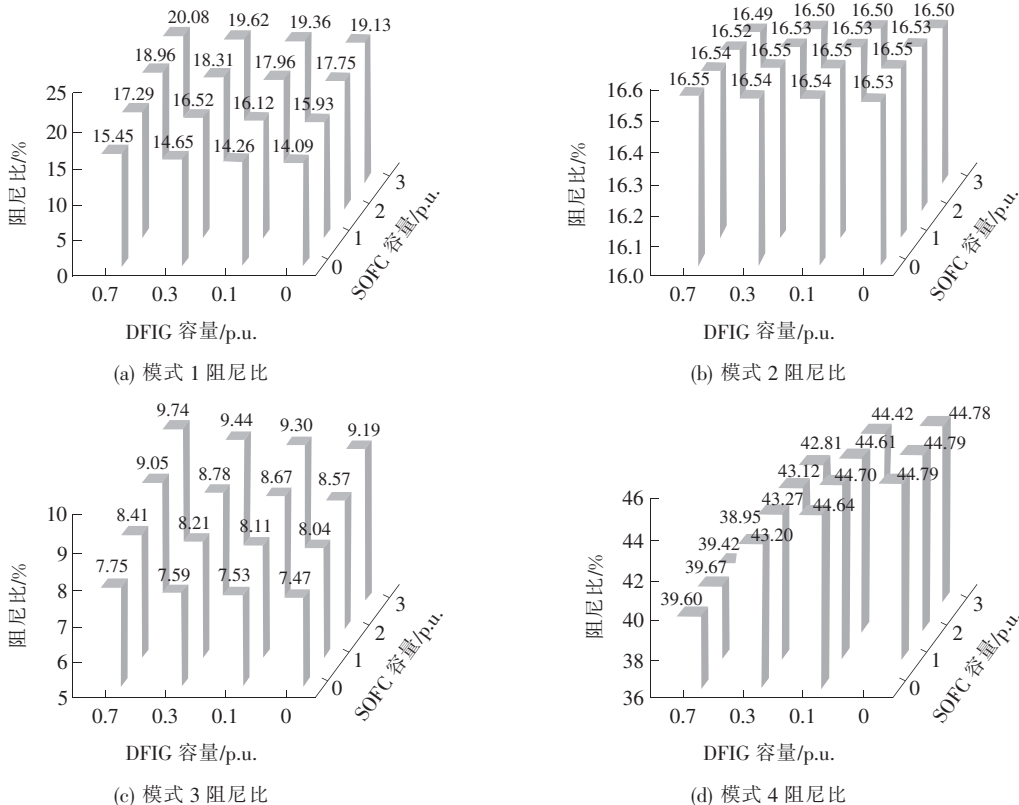 20.08 19.62 19.36 19.13
18.96 18.31 17.96 17.75
17.29 16.52 16.12 15.93
15.45 14.65 14.26 14.09
25
20
15
10
5
0
阻尼比/%
0.7 0.3 0.1 0
DFIG 容量/p.u.
0 1 2 3
SOFC 容量/p.u.
(a) 模式 1 阻尼比
16.49 16.50 16.50 16.50
16.52 16.53 16.53 16.53
16.54 16.55 16.55 16.55
16.55 16.54 16.54 16.53
16.6
16.5
16.4
16.3
16.2
16.1
16.0
阻尼比/%
0.7 0.3 0.1 0
DFIG 容量/p.u.
0 1 2 3
SOFC 容量/p.u.
(b) 模式 2 阻尼比
9.74 9.44 9.30 9.19
9.05 8.78 8.67 8.57
8.41 8.21 8.11 8.04
7.75 7.59 7.53 7.47
10
9
8
7
6
5
阻尼比/%
0.7 0.3 0.1 0
DFIG 容量/p.u.
0 1 2 3
SOFC 容量/p.u.
(c) 模式 3 阻尼比
38.95 42.81 44.42 44.78
39.42 43.12 44.61 44.79
39.67 43.27 44.70 44.79
39.60 43.20 44.64
46
44
42
40
38
36
阻尼比/%
0.7 0.3 0.1 0
DFIG 容量/p.u.
0 1 2 3
SOFC 容量/p.u.
(d) 模式 4 阻尼比